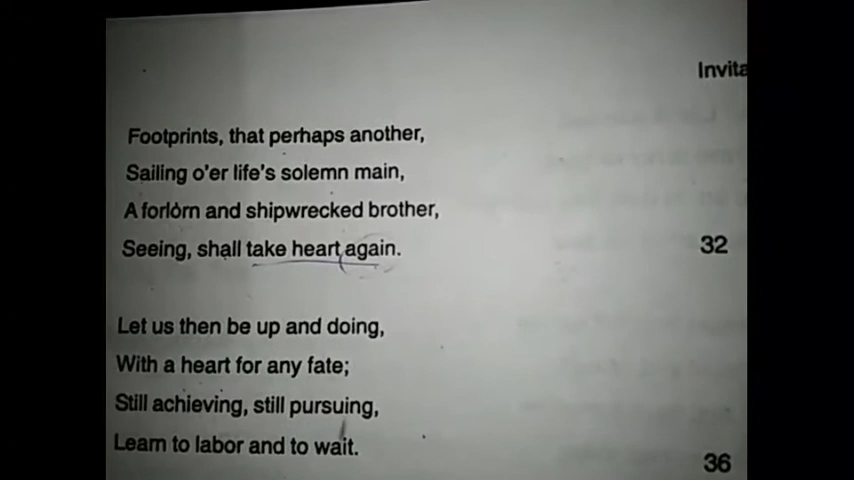 Footprints, that perhaps another,
Sailing o'er life's solemn main,
A forlorn and shipwrecked brother,
Seeing, shall take heart again.
32
Let us then be up and doing,
With a heart for any fate;
Still achieving, still pursuing,
Learn to labor and to wait.
36